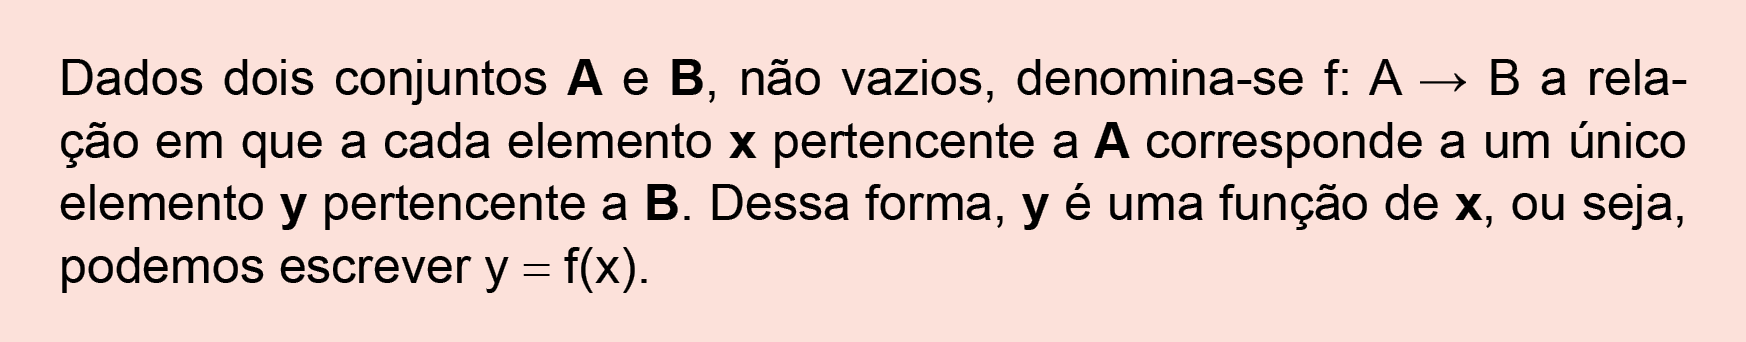 Dados dois conjuntos A e B, não vazios, denomina-se f: A → B a rela-
ção em que a cada elemento x pertencente a A corresponde a um único
elemento y pertencente a B. Dessa forma, y é uma função de x, ou seja,
podemos escrever y = f(x).